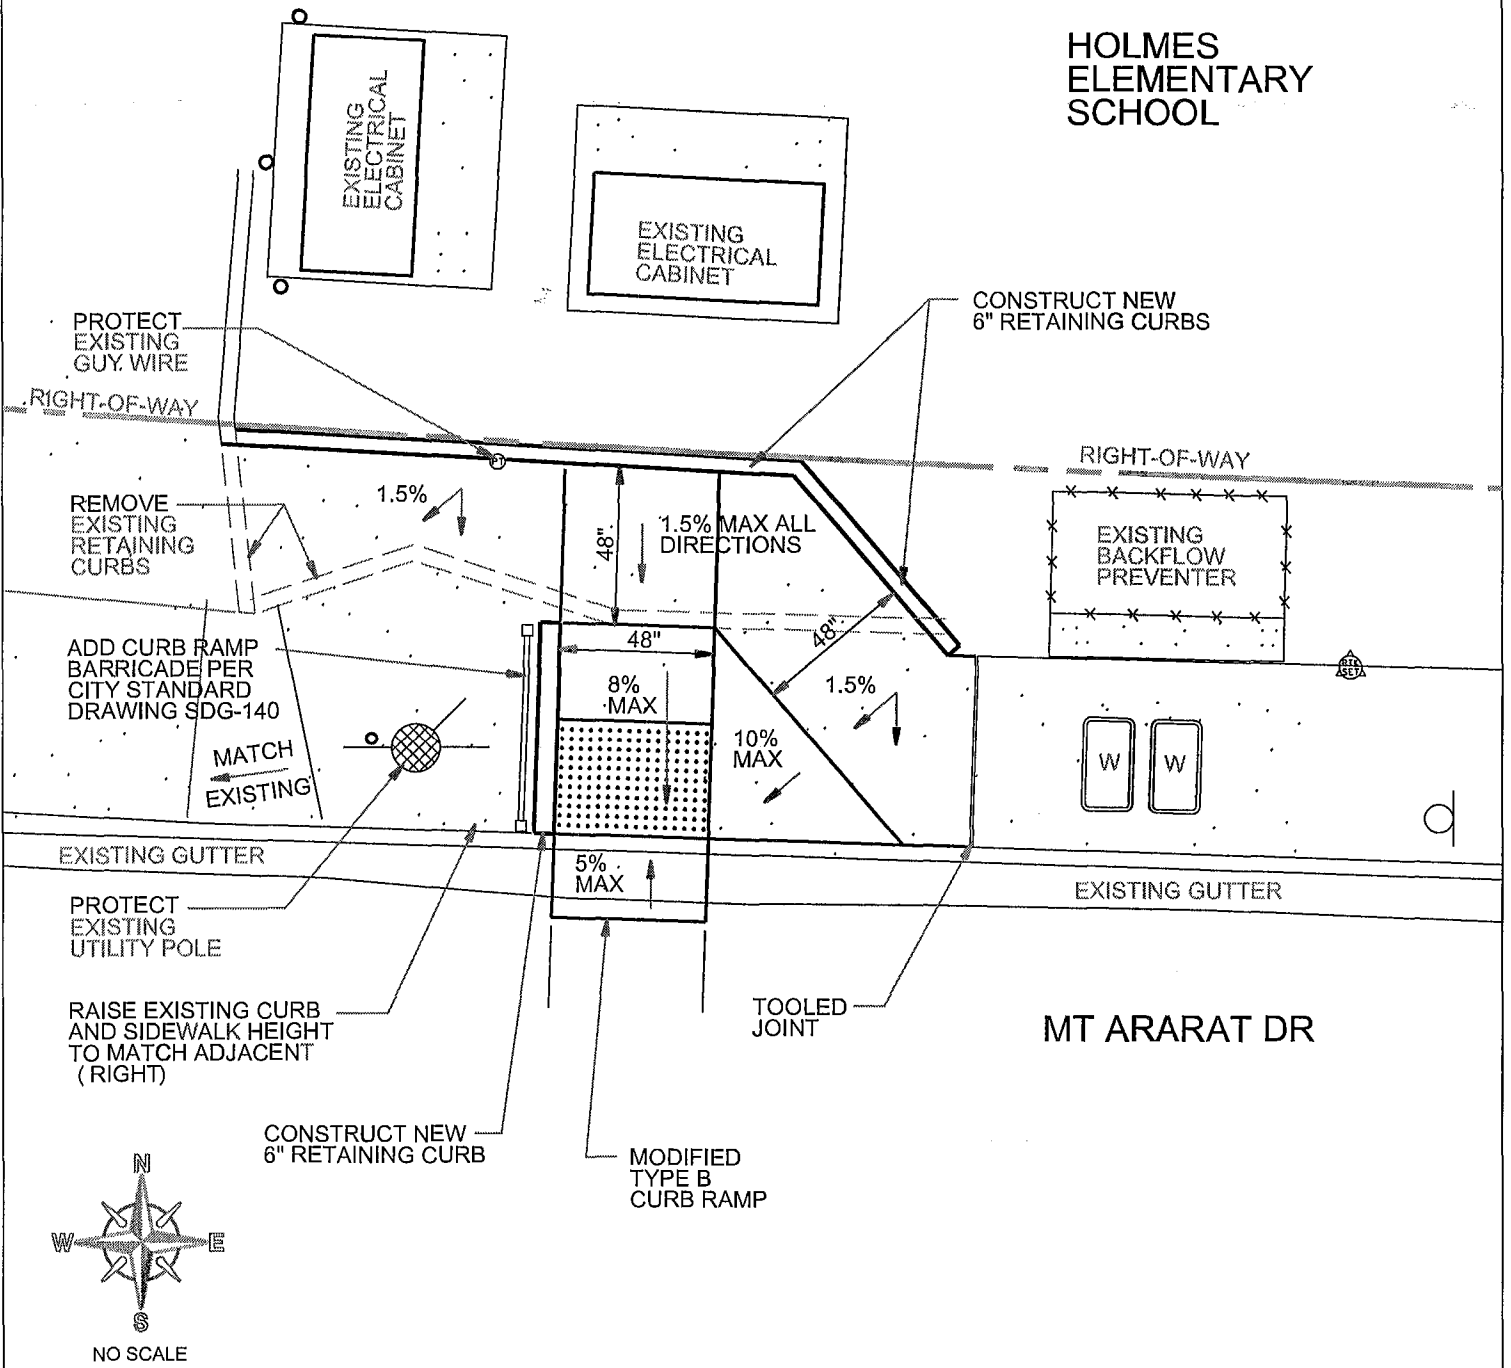 HOLMES
ELEMENTARY
SCHOOL
EXISTING
ELECTRICAL
CABINET
EXISTING
ELECTRICAL
CABINET
PROTECT
EXISTING
GUY WIRE
CONSTRUCT NEW
6" RETAINING CURBS
RIGHT-OF-WAY
RIGHT-OF-WAY
PT
1.5%
REMOVE
EXISTING
RETAINING
CURBS
48"
1.5% MAX ALL
DIRECTIONS
EXISTING
BACKFLOW
PREVENTER
48"
48"
ADD CURB RAMP
BARRICADE PER
CITY STANDARD
DRAWING SDG-140
8%
MAX
1.5%
10%
MAX
MATCH
EXISTING
W
W
EXISTING GUTTER
5%
MAX
EXISTING GUTTER
PROTECT
EXISTING
UTILITY POLE
RAISE EXISTING CURB
AND SIDEWALK HEIGHT
TO MATCH ADJACENT
(RIGHT)
TOOLED
JOINT
MT ARARAT DR
CONSTRUCT NEW
6" RETAINING CURB
MODIFIED
TYPE B
CURB RAMP
N
W
E
S
NO SCALE